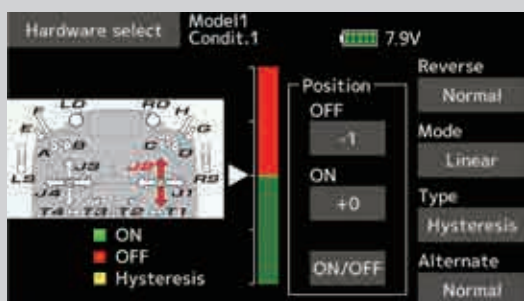 Hardware select
Model1
Condit.1
7.9V
LD RD
F H
E G
A B C D
J3 J2
LS RS
J4 J1
T4 T3 T2 T1
ON
OFF
Hysteresis
Position
OFF
-1
ON
+0
ON/OFF
Reverse
Normal
Mode
Linear
Type
Hysteresis
Alternate
Normal